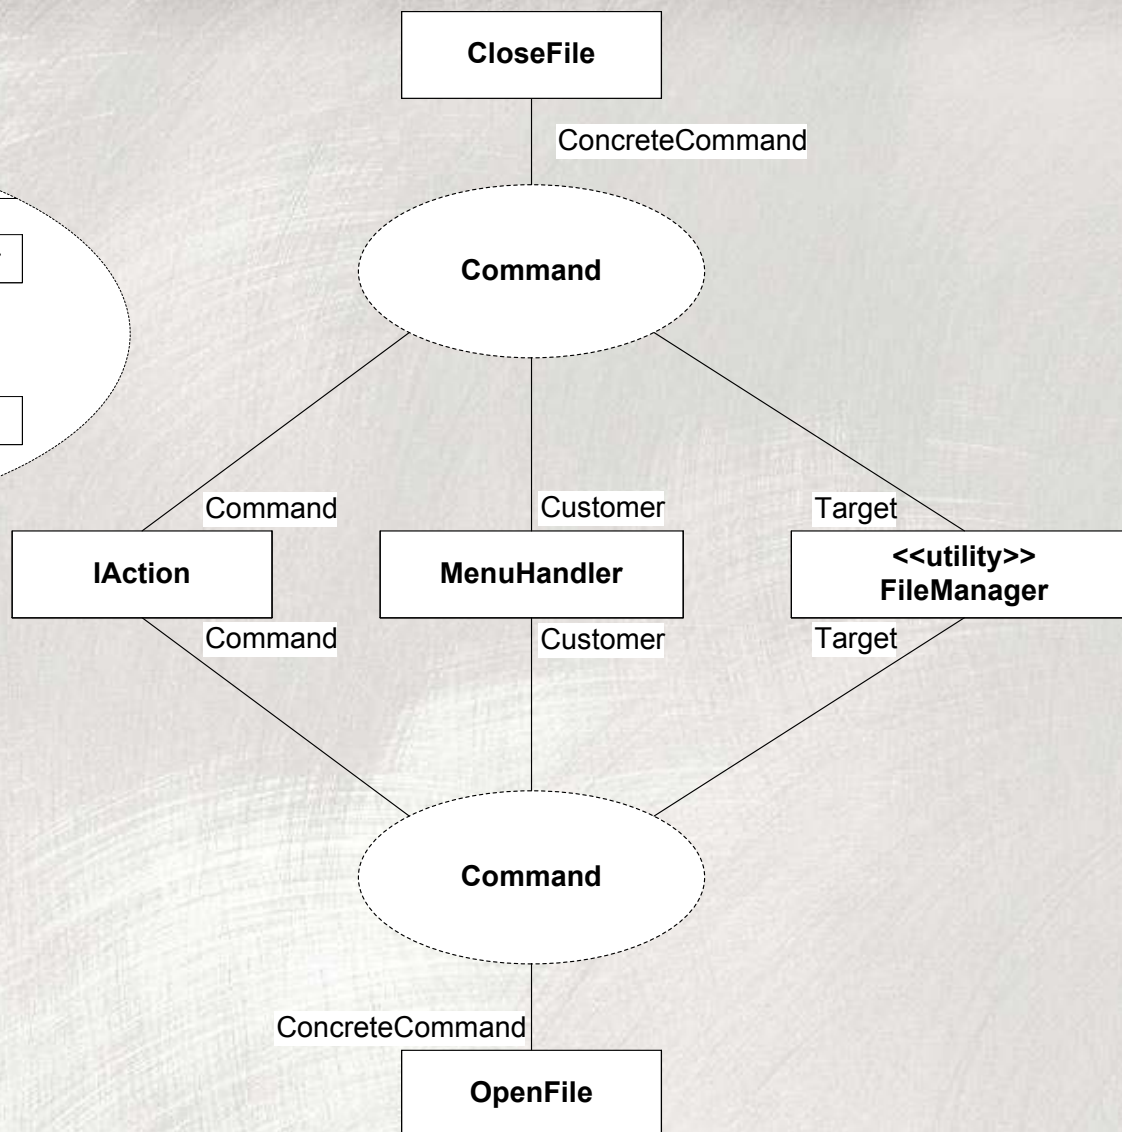 CloseFile
ConcreteCommand
Command
Command
Customer
Target
IAction
MenuHandler
<<utility>>
FileManager
Command
Customer
Target
Command
ConcreteCommand
OpenFile